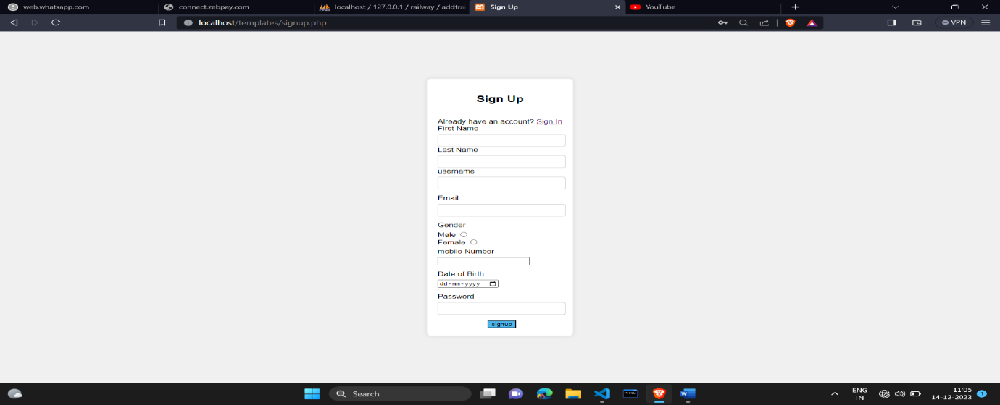 web.whatsapp.com
connect.zebpay.com
localhost / 127.0.0.1 / railway / addtrai
Sign Up
YouTube
localhost/templates/signup.php
VPN
Sign Up
Already have an account? Sign In
First Name
Last Name
username
Email
Gender
Male
Female
mobile Number
Date of Birth
dd-mm-yyyy
Password
signup
Search
ENG
IN
11:05
14-12-2023
1